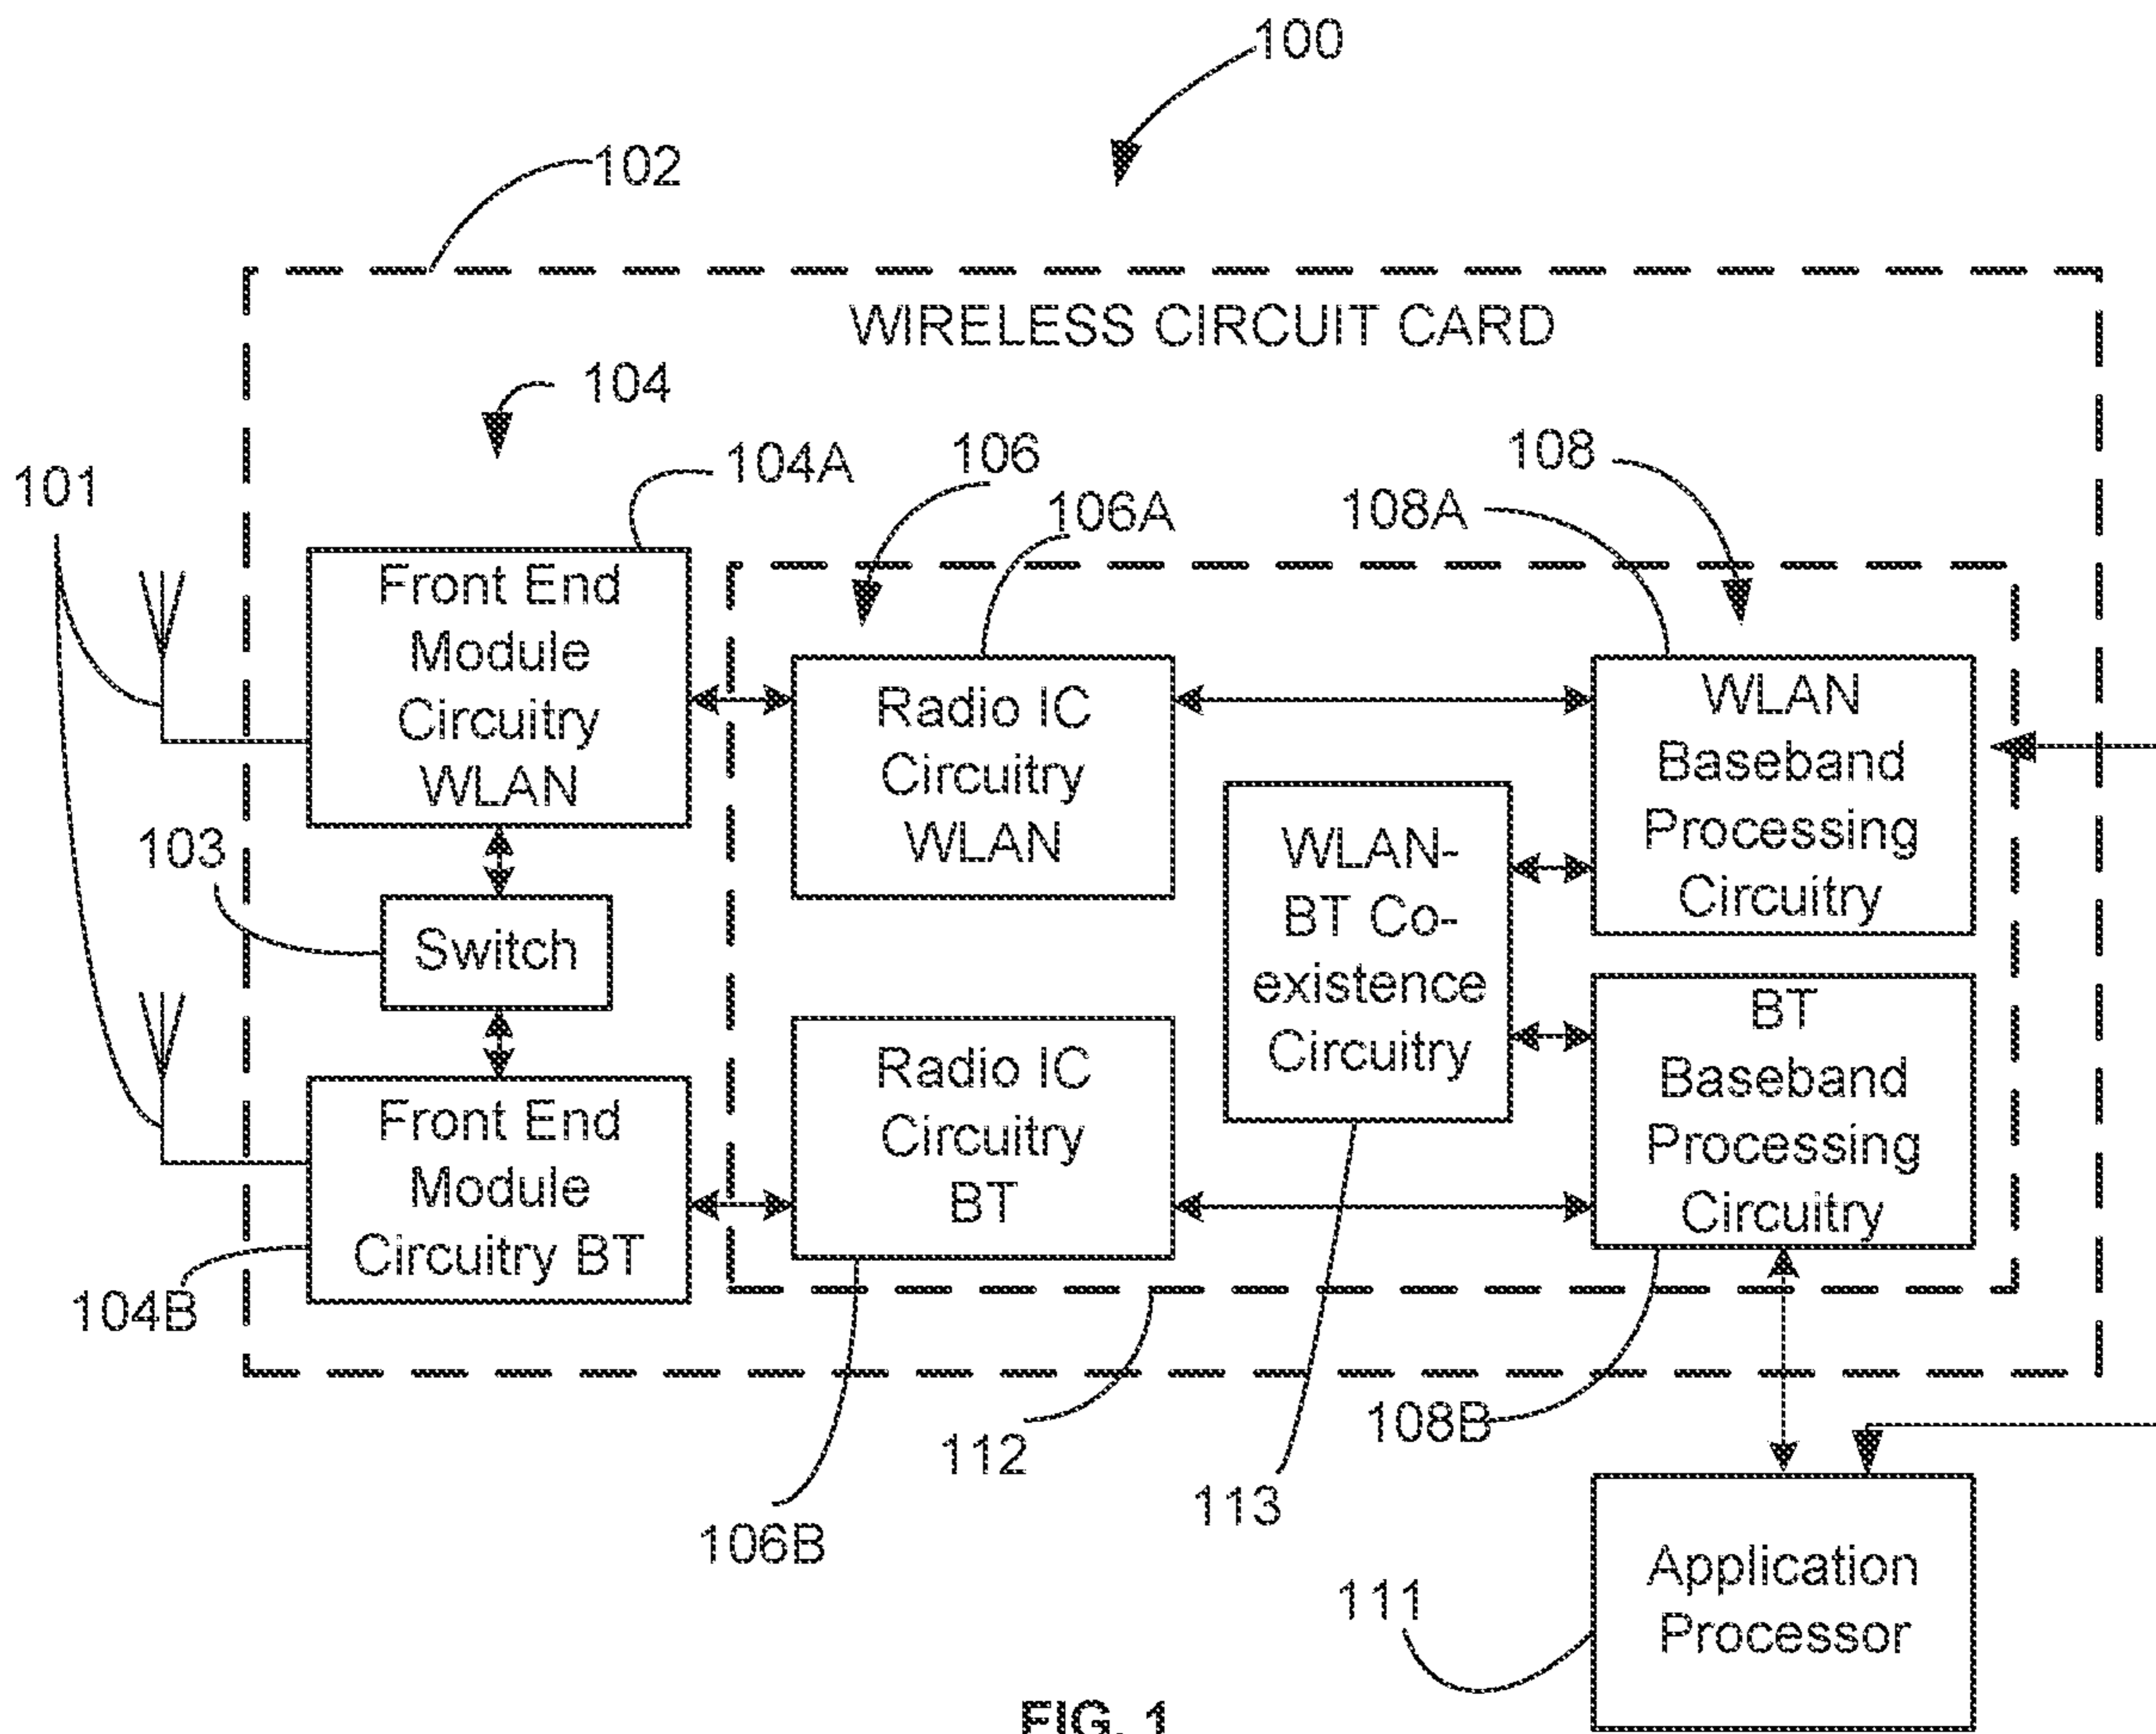 100
102
WIRELESS CIRCUIT CARD
104
104A
106
106A
108
108A
101
Front End
Module
Circuitry
WLAN
Radio IC
Circuitry
WLAN
WLAN
Baseband
Processing
Circuitry
103
Switch
WLAN-
BT Co-
existence
Circuitry
Front End
Module
Circuitry BT
Radio IC
Circuitry
BT
BT
Baseband
Processing
Circuitry
104B
106B
112
113
108B
111
Application
Processor
FIG. 1